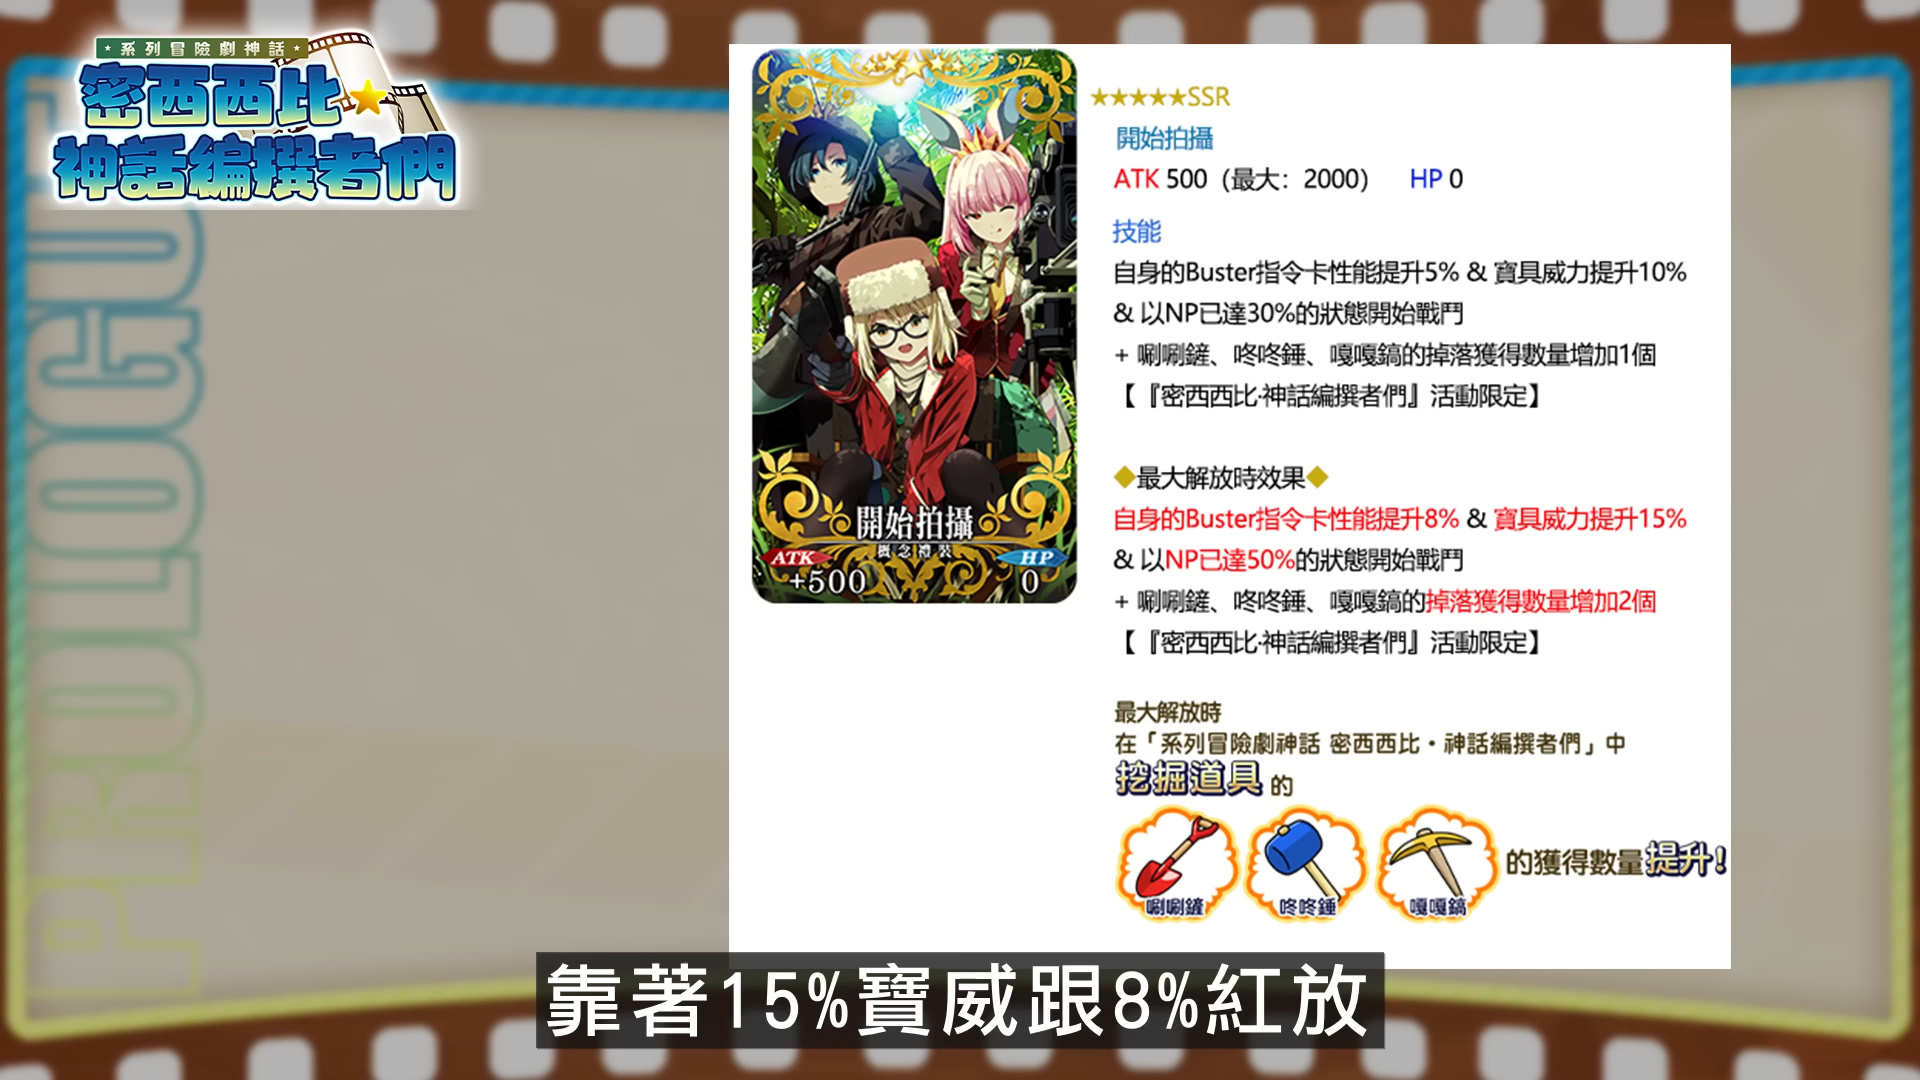 系列冒險劇神話
密西西比
神話編撰者們
PROLOGUE
★★★★★SSR
開始拍攝
ATK 500（最大：2000） HP 0
技能
自身的Buster指令卡性能提升5% & 寶具威力提升10%
& 以NP已達30%的狀態開始戰鬥
+ 唰唰鏟、咚咚錘、嘎嘎鎬的掉落獲得數量增加1個
【『密西西比·神話編撰者們』活動限定】
◆最大解放時效果◆
自身的Buster指令卡性能提升8% & 寶具威力提升15%
& 以NP已達50%的狀態開始戰鬥
+ 唰唰鏟、咚咚錘、嘎嘎鎬的掉落獲得數量增加2個
【『密西西比·神話編撰者們』活動限定】
開始拍攝
概念禮裝
ATK HP
+500 0
最大解放時
在「系列冒險劇神話 密西西比・神話編撰者們」中
挖掘道具 的
唰唰鏟 咚咚錘 嘎嘎鎬 的獲得數量提升！
靠著15%寶威跟8%紅放